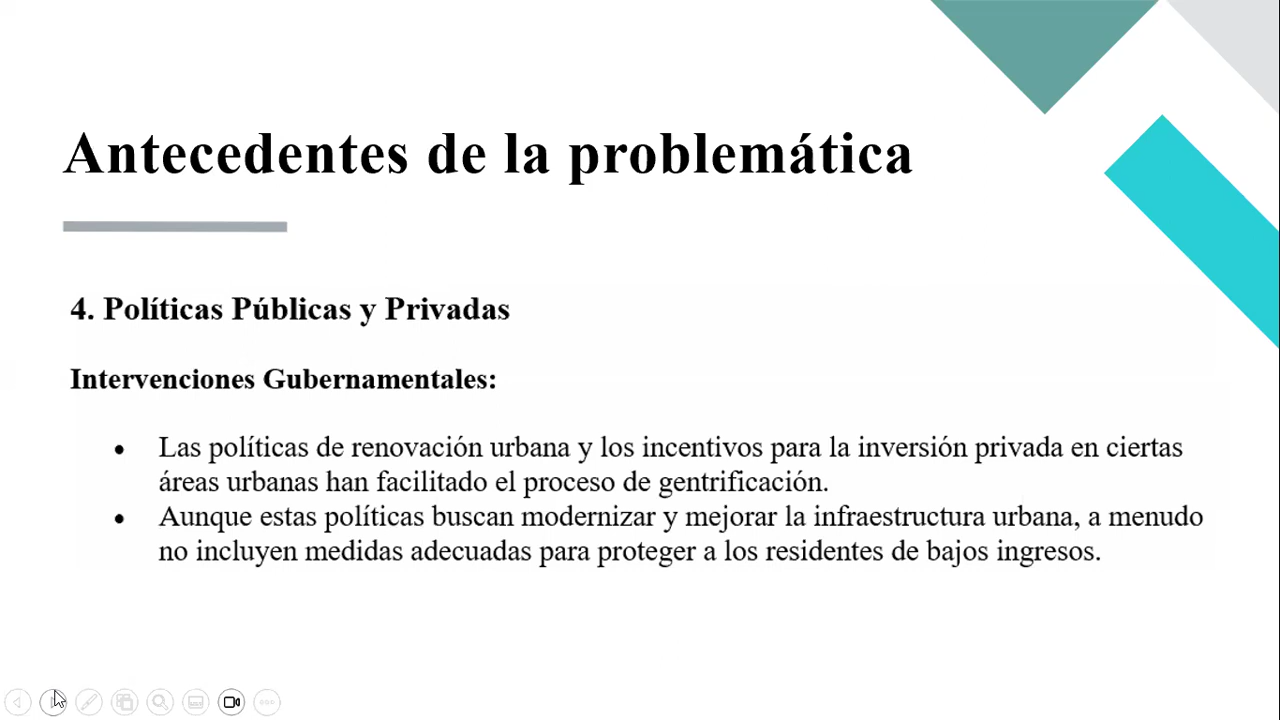 Antecedentes de la problemática
4. Políticas Públicas y Privadas
Intervenciones Gubernamentales:
• Las políticas de renovación urbana y los incentivos para la inversión privada en ciertas
áreas urbanas han facilitado el proceso de gentrificación.
• Aunque estas políticas buscan modernizar y mejorar la infraestructura urbana, a menudo
no incluyen medidas adecuadas para proteger a los residentes de bajos ingresos.